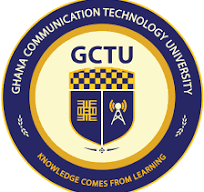 GHANA COMMUNICATION TECHNOLOGY UNIVERSITY
GCTU
KNOWLEDGE COMES FROM LEARNING